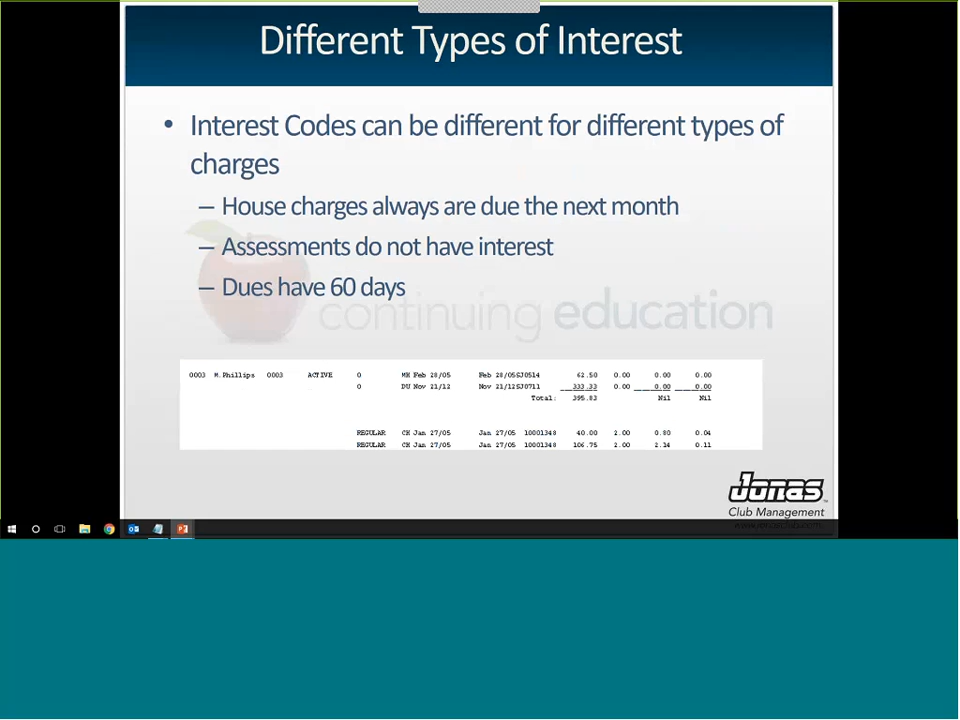 Different Types of Interest
• Interest Codes can be different for different types of
charges
– House charges always are due the next month
– Assessments do not have interest
– Dues have 60 days
continuing education
0003 M.Phillips 0003 ACTIVE 0 MH Feb 28/05 Feb 28/05SJ0514 62.50 0.00 0.00 0.00
0 DU Nov 21/12 Nov 21/12SJ0711 333.33 0.00 0.00 0.00
Total: 395.83 Nil Nil
REGULAR CH Jan 27/05 Jan 27/05 10001348 40.00 2.00 0.80 0.04
REGULAR CH Jan 27/05 Jan 27/05 10001348 106.75 2.00 2.14 0.11
Jonas
Club Management